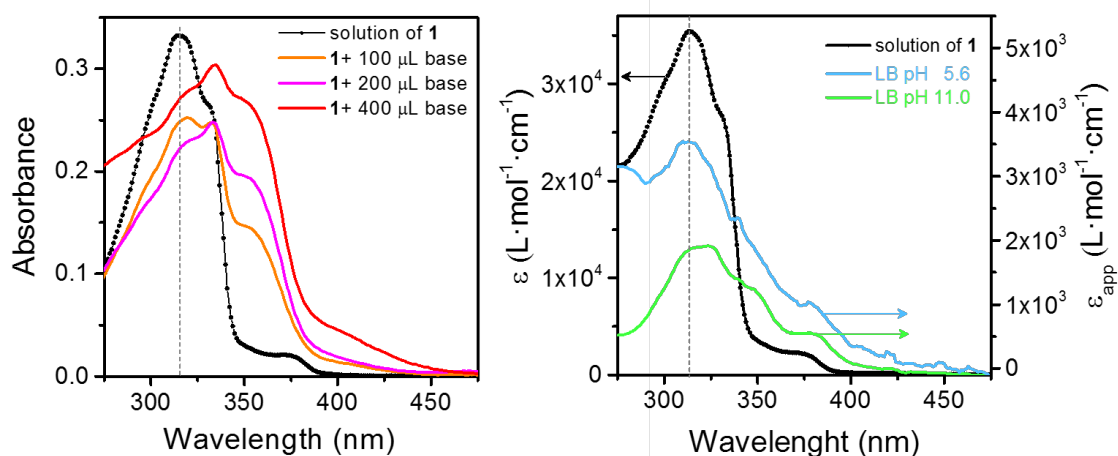 solution of 1
1+ 100 μL base
1+ 200 μL base
1+ 400 μL base
0.3
0.2
0.1
0.0
Absorbance
300 350 400 450
Wavelength (nm)
solution of 1
LB pH 5.6
LB pH 11.0
3x10⁴
2x10⁴
1x10⁴
0
ε (L·mol⁻¹·cm⁻¹)
5x10³
4x10³
3x10³
2x10³
1x10³
0
ε_app (L·mol⁻¹·cm⁻¹)
300 350 400 450
Wavelenght (nm)